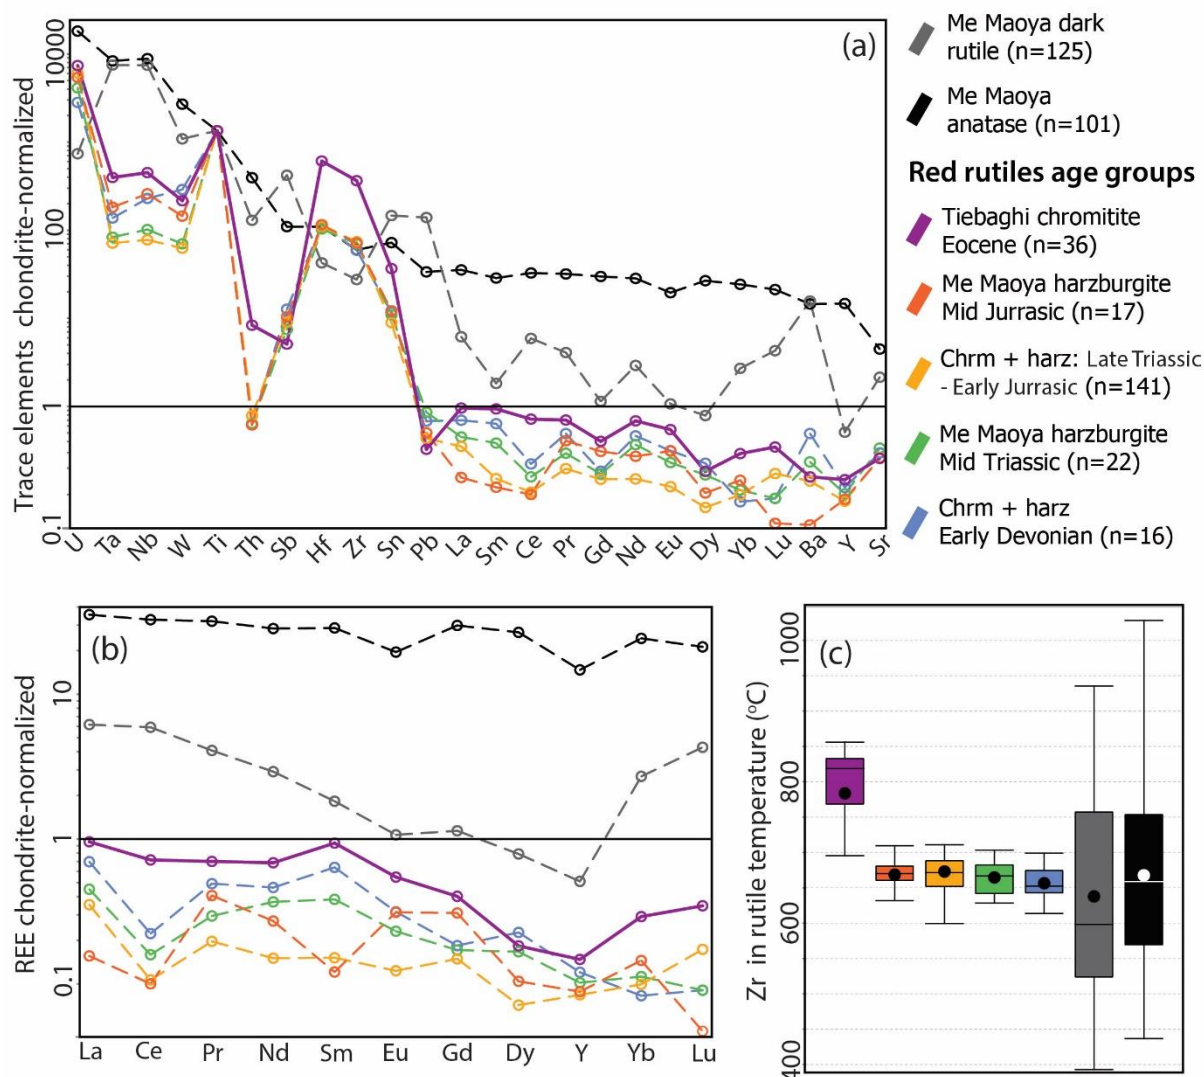 (a)
Trace elements chondrite-normalized
10000
100
1
0.1
U Ta Nb W Ti Th Sb Hf Zr Sn Pb La Sm Ce Pr Gd Nd Eu Dy Yb Lu Ba Y Sr
Me Maoya dark
rutile (n=125)
Me Maoya
anatase (n=101)
Red rutiles age groups
Tiebaghi chromitite
Eocene (n=36)
Me Maoya harzburgite
Mid Jurrasic (n=17)
Chrm + harz: Late Triassic
- Early Jurrasic (n=141)
Me Maoya harzburgite
Mid Triassic (n=22)
Chrm + harz
Early Devonian (n=16)
(b)
REE chondrite-normalized
10
1
0.1
La Ce Pr Nd Sm Eu Gd Dy Y Yb Lu
(c)
Zr in rutile temperature (°C)
1000
800
600
400